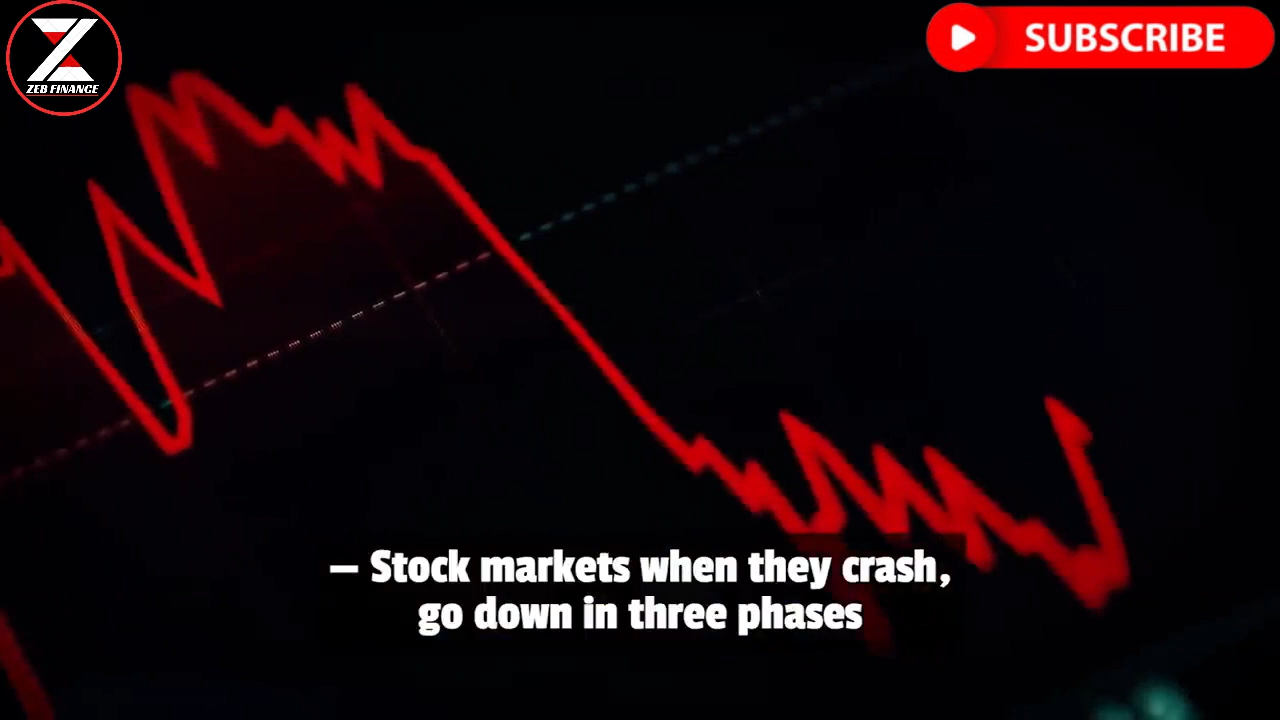 ZEB FINANCE
SUBSCRIBE
— Stock markets when they crash,
go down in three phases